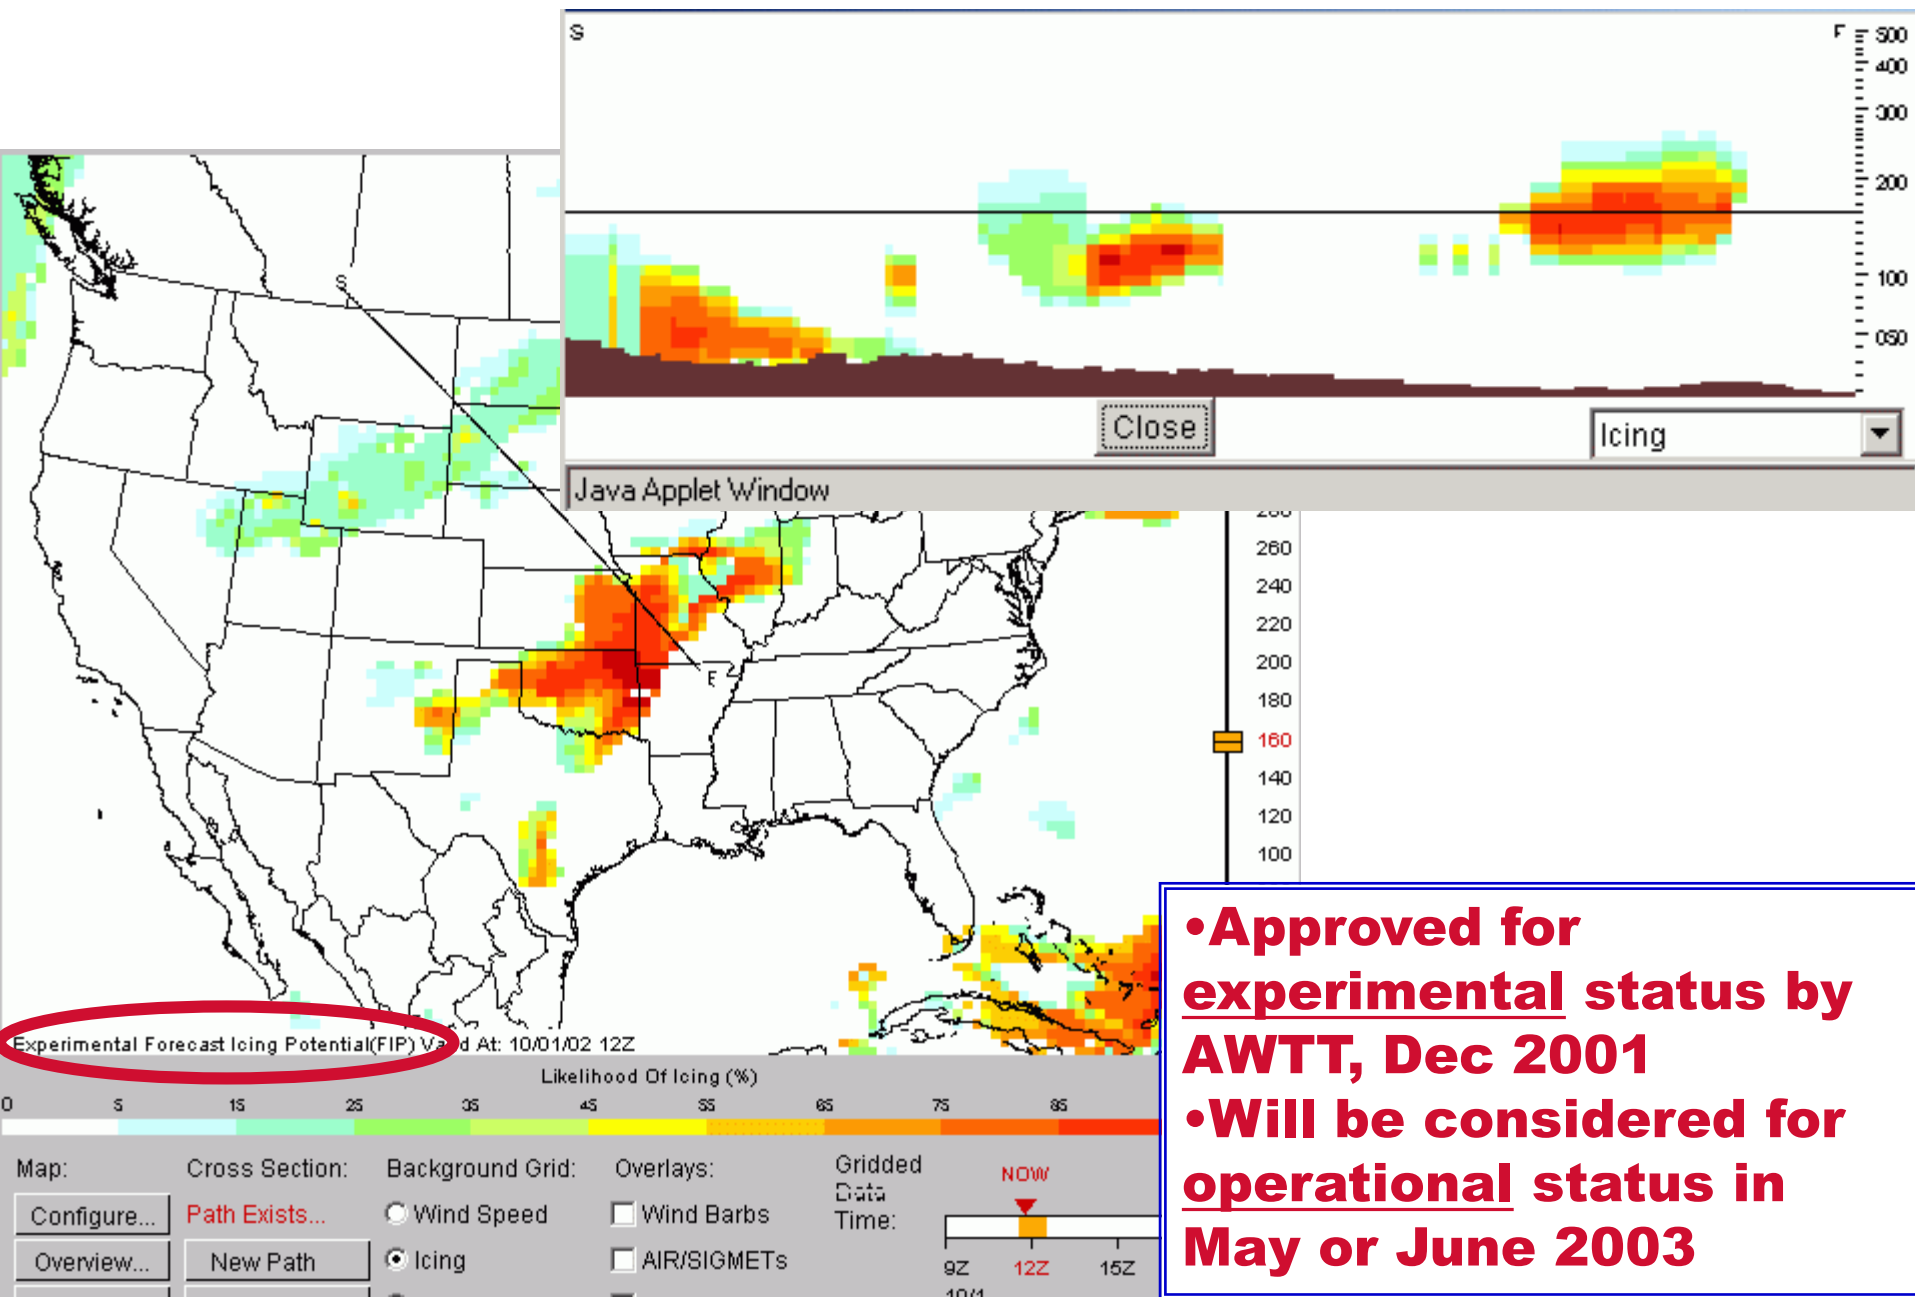 S
F
500
400
300
200
100
050
Close
Icing
Java Applet Window
S
E
260
240
220
200
180
160
140
120
100
Experimental Forecast Icing Potential(FIP) Va d At: 10/01/02 12Z
Likelihood Of Icing (%)
0 5 15 25 35 45 55 65 75 85
Map: Cross Section: Background Grid: Overlays: Gridded Data Time:
Configure... Path Exists... Wind Speed Wind Barbs
Overview... New Path Icing AIR/SIGMETs
NOW
9Z 12Z 15Z
10/1
•Approved for
experimental status by
AWTT, Dec 2001
•Will be considered for
operational status in
May or June 2003